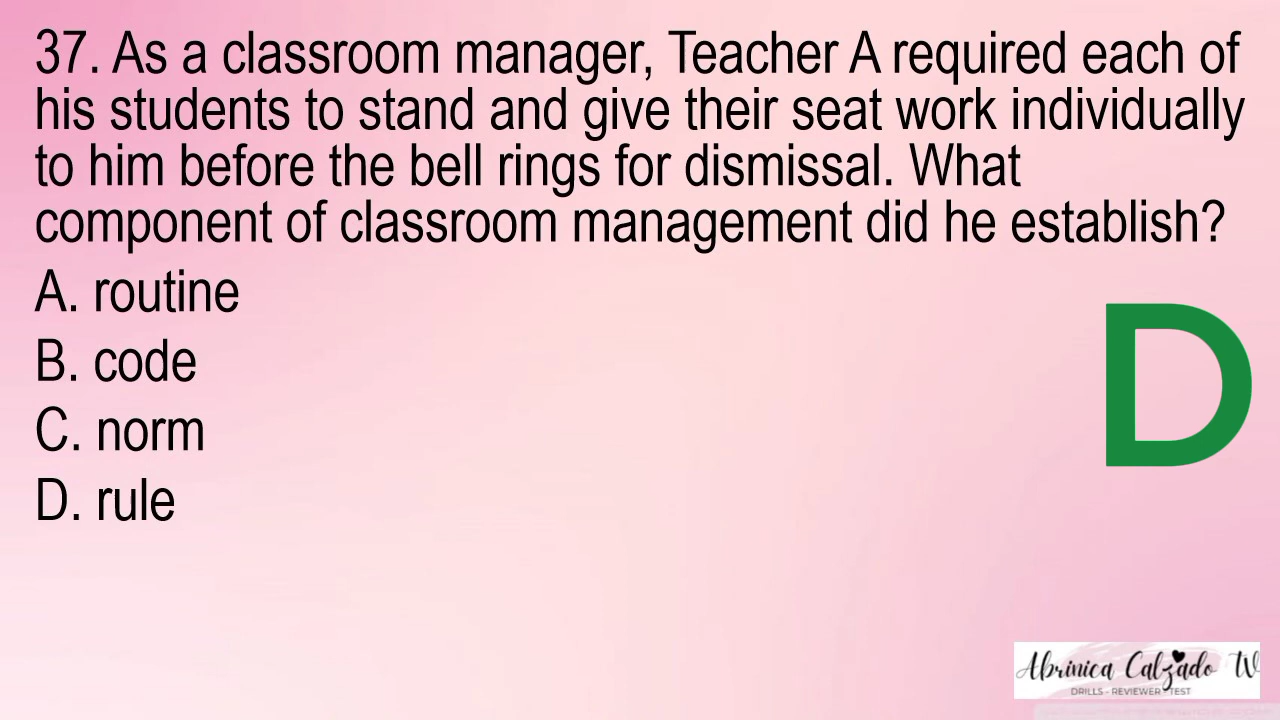 37. As a classroom manager, Teacher A required each of
his students to stand and give their seat work individually
to him before the bell rings for dismissal. What
component of classroom management did he establish?
A. routine
B. code
C. norm
D. rule
D
Abrinica Calzado TV
DRILLS - REVIEWER - TEST